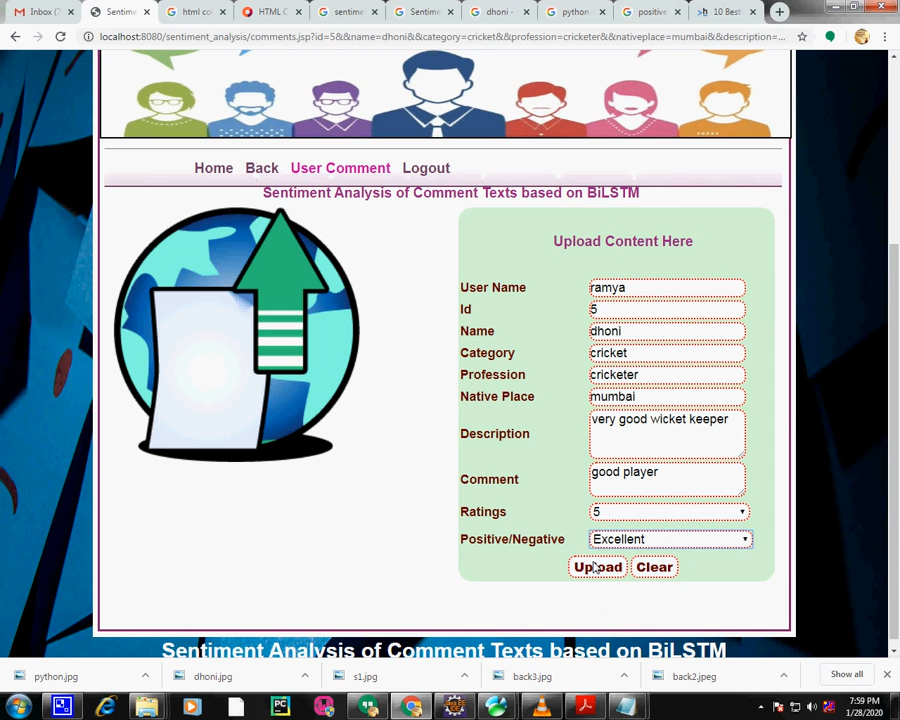 Inbox (7
Sentime
html col
HTML C
sentime
Sentime
dhoni -
python
positive
10 Best
localhost:8080/sentiment_analysis/comments.jsp?id=5&&name=dhoni&&category=cricket&&profession=cricketer&&nativeplace=mumbai&&description=...
Home Back User Comment Logout
Sentiment Analysis of Comment Texts based on BiLSTM
Upload Content Here
User Name ramya
Id 5
Name dhoni
Category cricket
Profession cricketer
Native Place mumbai
Description very good wicket keeper
Comment good player
Ratings 5
Positive/Negative Excellent
Upload Clear
Sentiment Analysis of Comment Texts based on BiLSTM
python.jpg
dhoni.jpg
s1.jpg
back3.jpg
back2.jpeg
Show all
PC
7:59 PM
1/28/2020